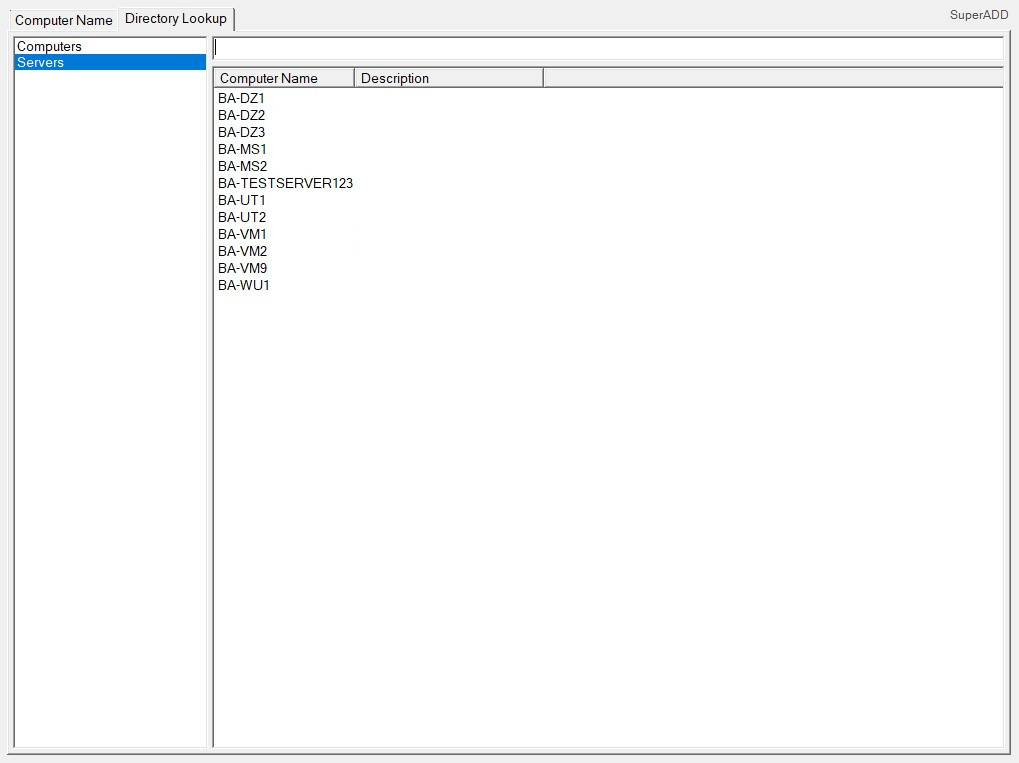 Computer Name Directory Lookup SuperADD
Computers
Servers
Computer Name Description
BA-DZ1
BA-DZ2
BA-DZ3
BA-MS1
BA-MS2
BA-TESTSERVER123
BA-UT1
BA-UT2
BA-VM1
BA-VM2
BA-VM9
BA-WU1